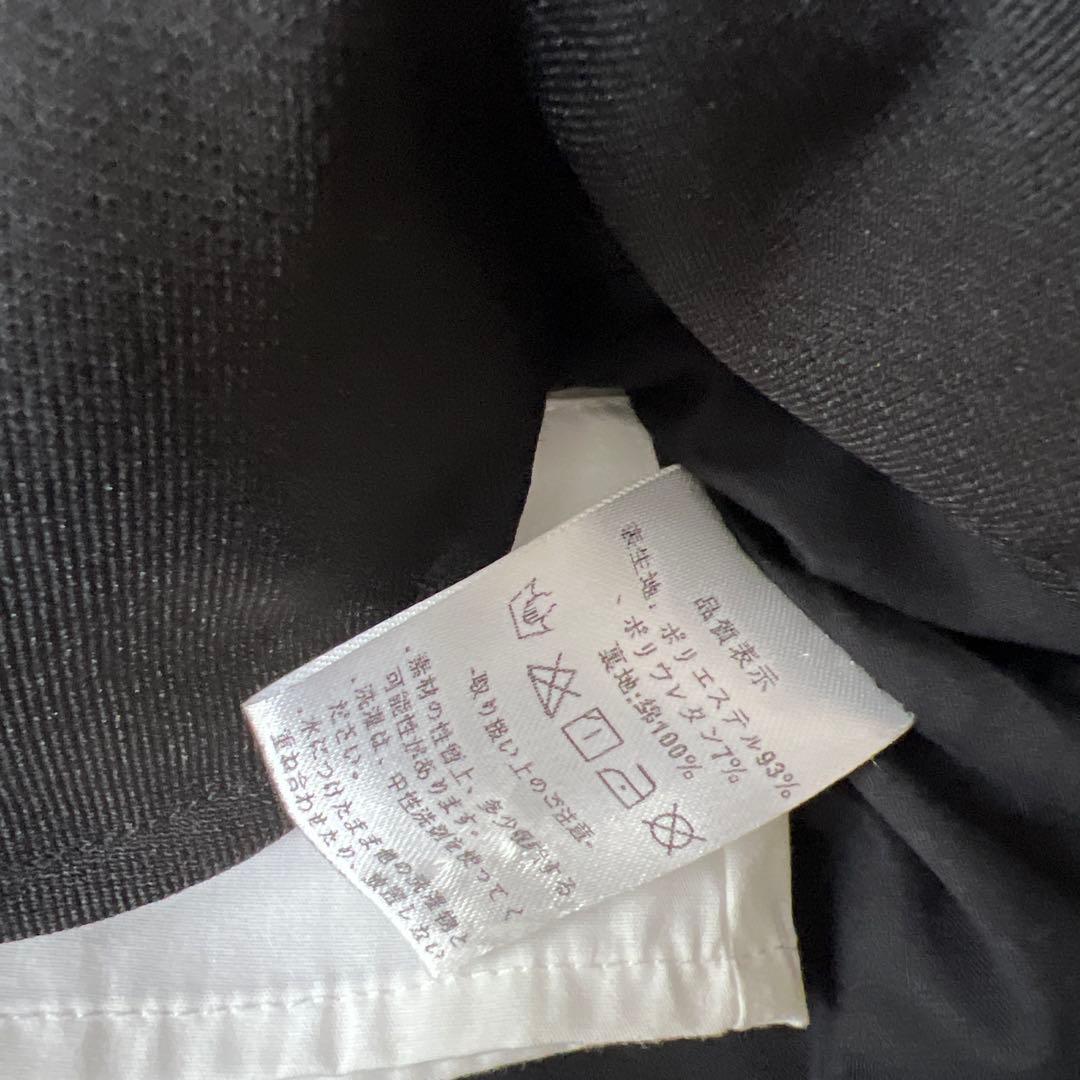 品質表示
表生地：ポリエステル93%
、ポリウレタン7%
裏地：綿100%
・取り扱い上のご注意・
・素材の性質上、多少伸びする
可能性があります。
・洗濯は、中性洗剤を使ってく
ださい。
・水につけたまま他の洗濯物と
重ね合わせたため、放置しない